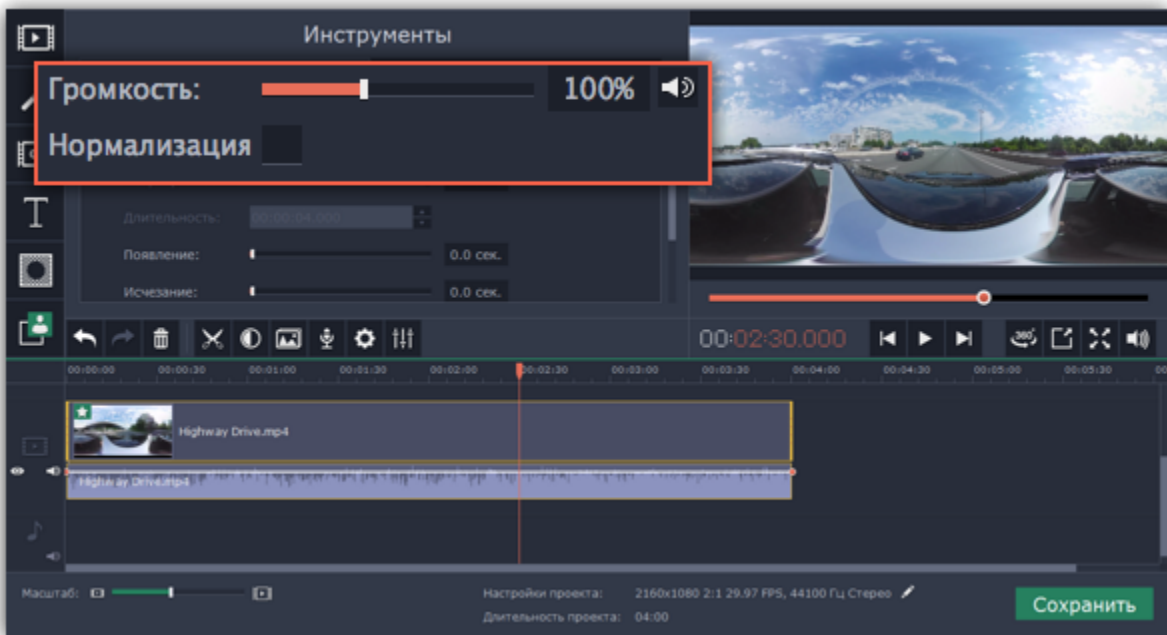 Инструменты
Громкость:
100%
Нормализация
Длительность:
00:00:04.000
Появление:
0.0 сек.
Исчезание:
0.0 сек.
00:02:30.000
360°
00:00:00 00:00:30 00:01:00 00:01:30 00:02:00 00:02:30 00:03:00 00:03:30 00:04:00 00:04:30 00:05:00 00:05:30 00
Highway Drive.mp4
Highway Drive.mp4
Масштаб:
Настройки проекта: 2160x1080 2:1 29.97 FPS, 44100 Гц Стерео
Длительность проекта: 04:00
Сохранить